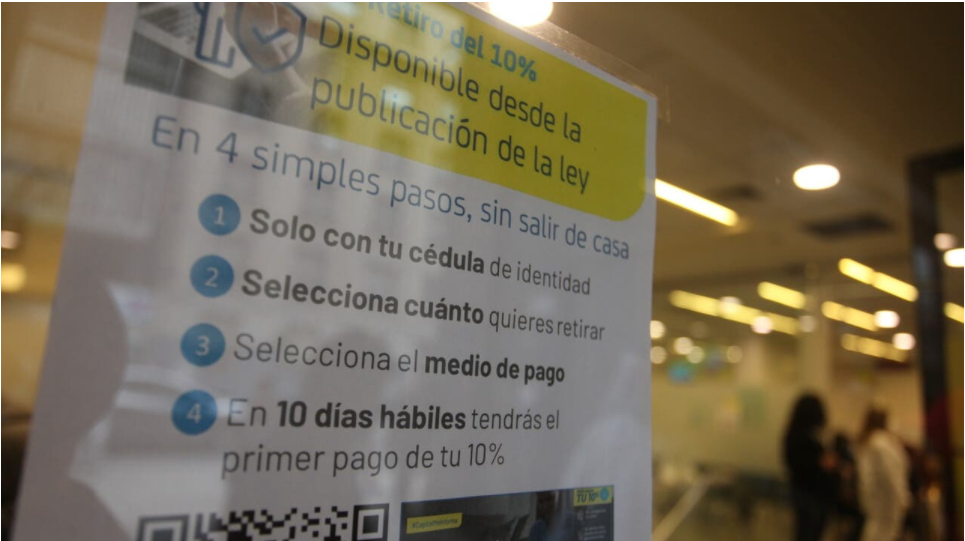 Retiro del 10%
Disponible desde la
publicación de la ley
En 4 simples pasos, sin salir de casa
1 Solo con tu cédula de identidad
2 Selecciona cuánto quieres retirar
3 Selecciona el medio de pago
4 En 10 días hábiles tendrás el
primer pago de tu 10%
TU 10%